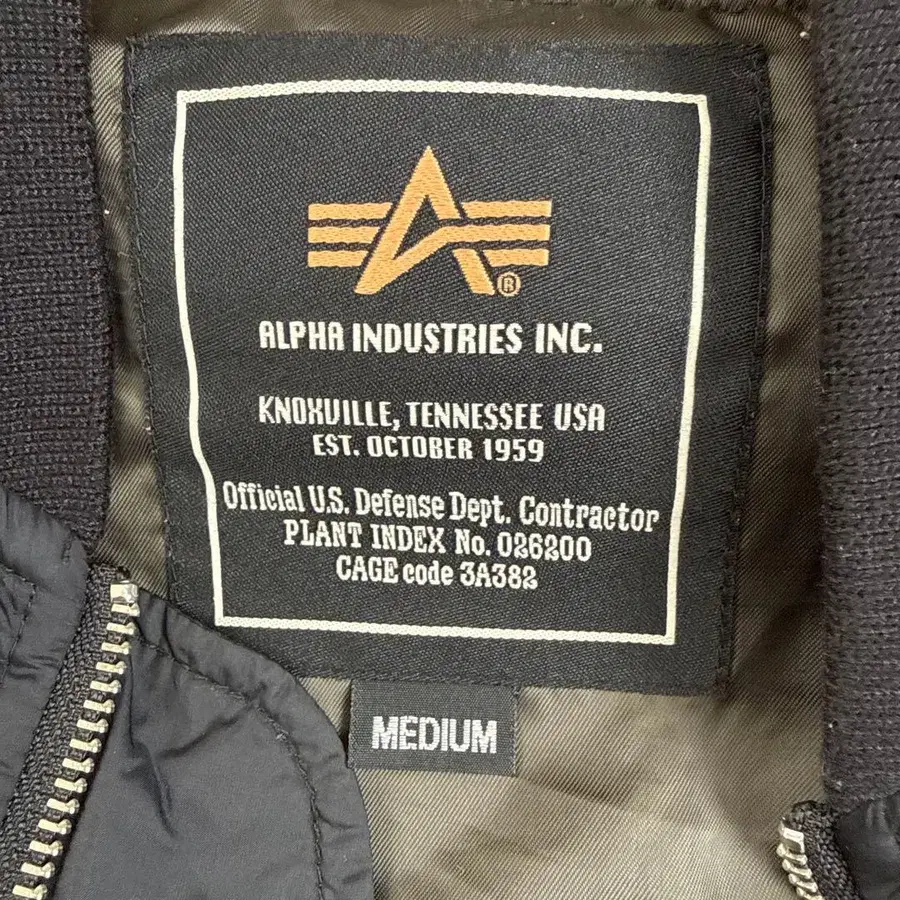 ®
ALPHA INDUSTRIES INC.
KNOXVILLE, TENNESSEE USA
EST. OCTOBER 1959
Official U.S. Defense Dept. Contractor
PLANT INDEX No. 026200
CAGE code 3A382
MEDIUM